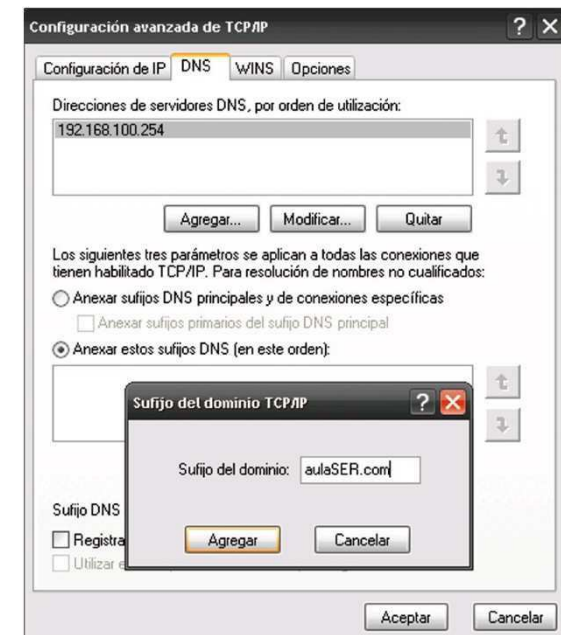 Configuración avanzada de TCP/IP
Configuración de IP DNS WINS Opciones
Direcciones de servidores DNS, por orden de utilización:
192.168.100.254
Agregar... Modificar... Quitar
Los siguientes tres parámetros se aplican a todas las conexiones que
tienen habilitado TCP/IP. Para resolución de nombres no cualificados:
Anexar sufijos DNS principales y de conexiones específicas
Anexar sufijos primarios del sufijo DNS principal
Anexar estos sufijos DNS (en este orden):
Sufijo del dominio TCP/IP
Sufijo del dominio: aulaSER.com
Agregar Cancelar
Sufijo DNS
Registra
Utilizar
Aceptar Cancelar